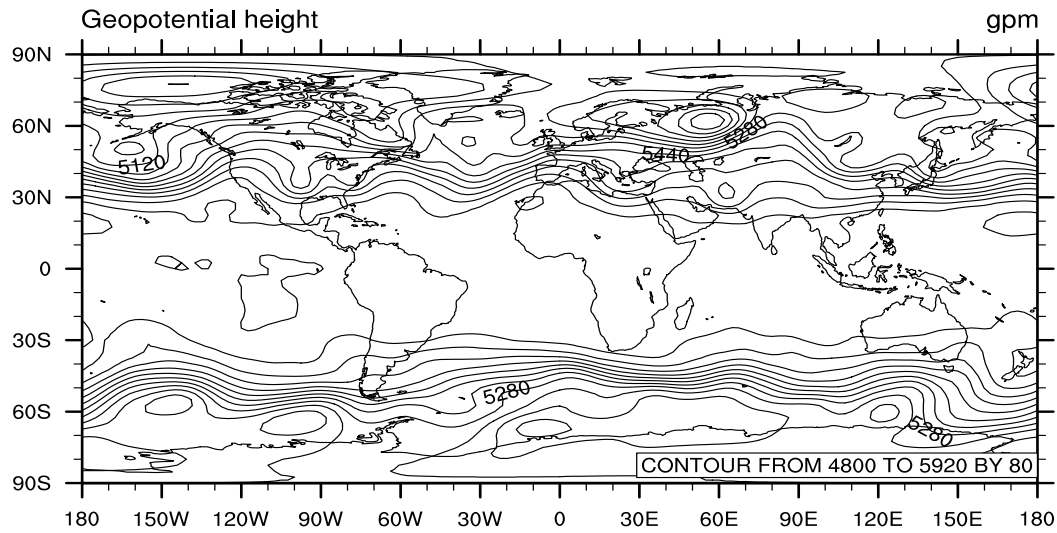 Geopotential height gpm
90N
60N
30N
0
30S
60S
90S
5120
5280
5440
5280
5280
CONTOUR FROM 4800 TO 5920 BY 80
180 150W 120W 90W 60W 30W 0 30E 60E 90E 120E 150E 180